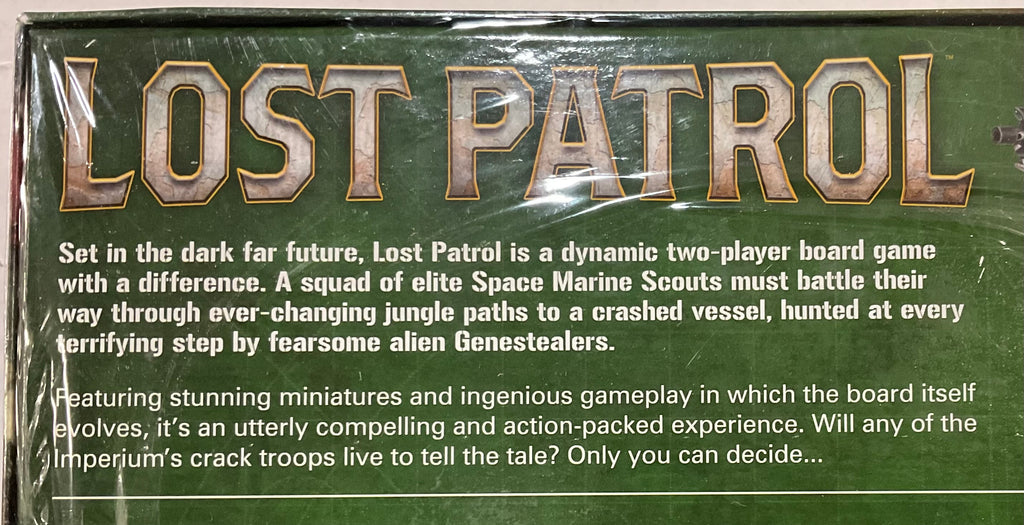 LOST PATROL™
Set in the dark far future, Lost Patrol is a dynamic two-player board game
with a difference. A squad of elite Space Marine Scouts must battle their
way through ever-changing jungle paths to a crashed vessel, hunted at every
terrifying step by fearsome alien Genestealers.
Featuring stunning miniatures and ingenious gameplay in which the board itself
evolves, it's an utterly compelling and action-packed experience. Will any of the
Imperium's crack troops live to tell the tale? Only you can decide...